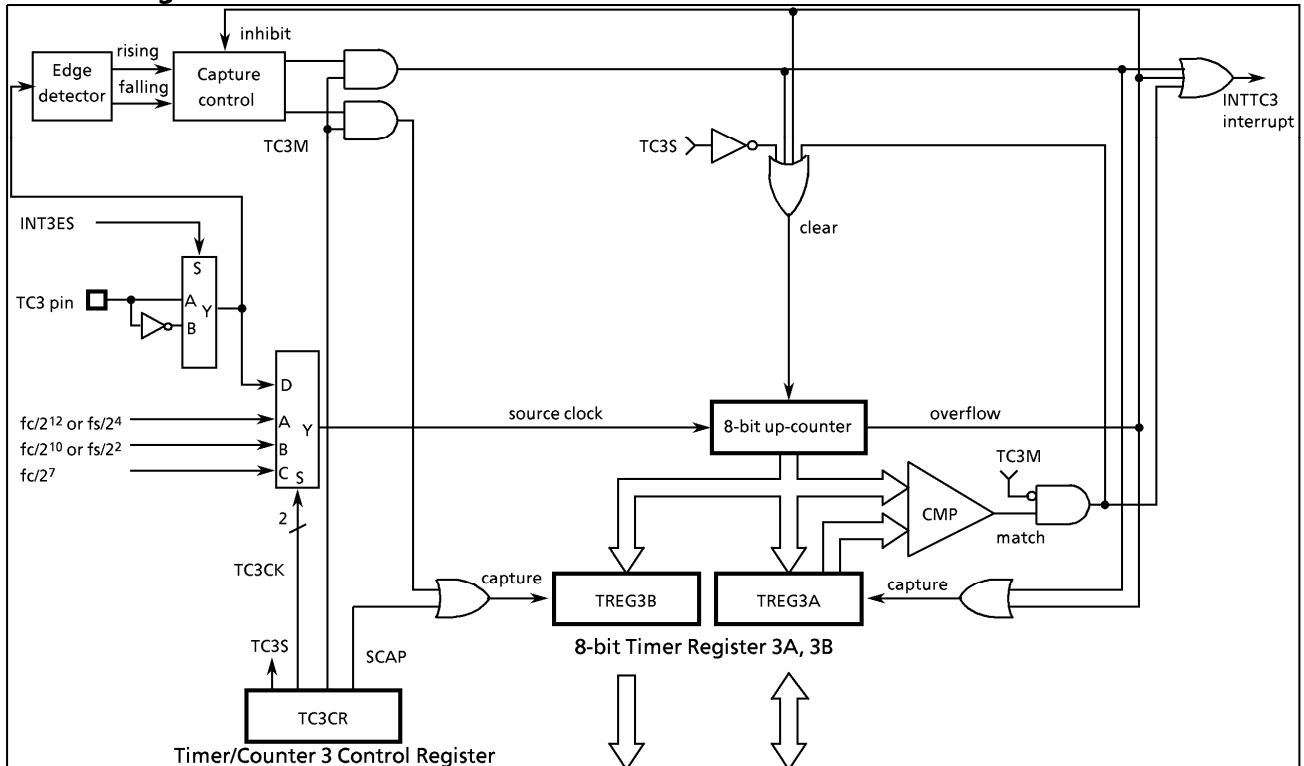 inhibit
rising
Edge
detector
falling
Capture
control
INTTC3
interrupt
TC3M
TC3S
INT3ES
clear
S
TC3 pin
A
Y
B
D
fc/2¹² or fs/2⁴
A
Y
source clock
8-bit up-counter
overflow
fc/2¹⁰ or fs/2²
B
fc/2⁷
C
S
TC3M
2
CMP
match
TC3CK
capture
TREG3B
TREG3A
capture
TC3S
SCAP
8-bit Timer Register 3A, 3B
TC3CR
Timer/Counter 3 Control Register